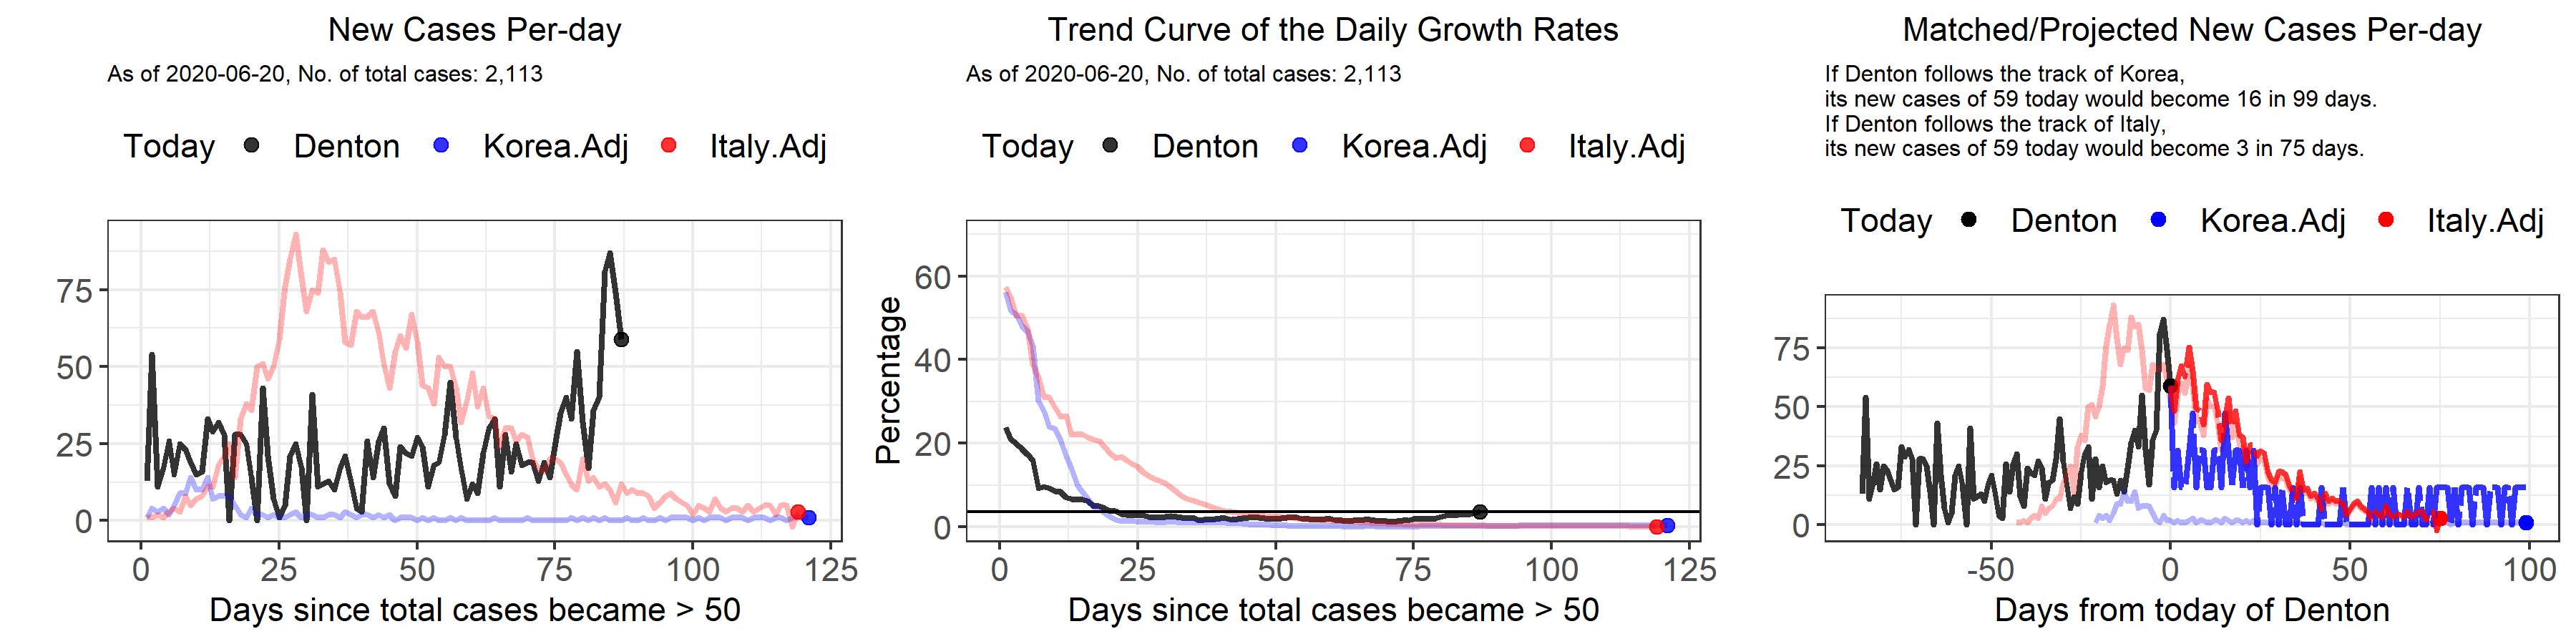 New Cases Per-day
As of 2020-06-20, No. of total cases: 2,113
Today Denton Korea.Adj Italy.Adj
75
50
25
0
0 25 50 75 100 125
Days since total cases became > 50
Trend Curve of the Daily Growth Rates
As of 2020-06-20, No. of total cases: 2,113
Today Denton Korea.Adj Italy.Adj
Percentage
60
40
20
0
0 25 50 75 100 125
Days since total cases became > 50
Matched/Projected New Cases Per-day
If Denton follows the track of Korea,
its new cases of 59 today would become 16 in 99 days.
If Denton follows the track of Italy,
its new cases of 59 today would become 3 in 75 days.
Today Denton Korea.Adj Italy.Adj
75
50
25
0
-50 0 50 100
Days from today of Denton